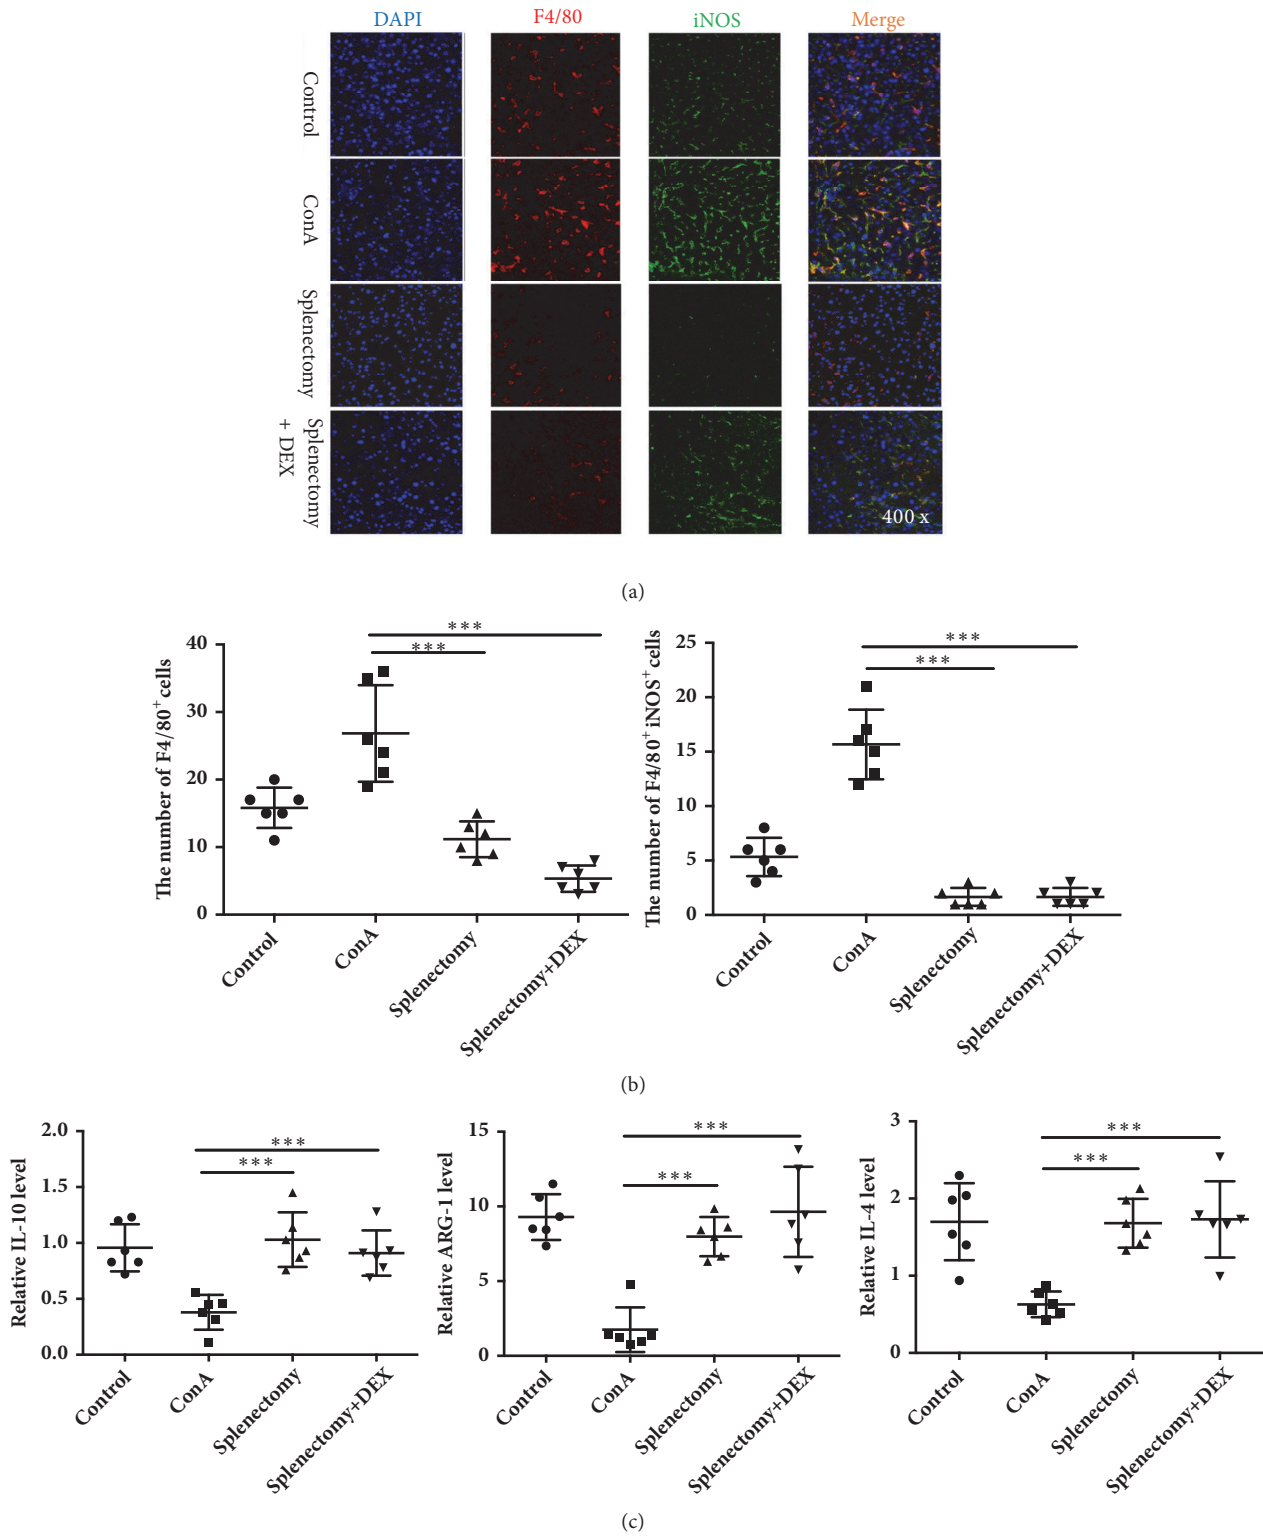 DAPI F4/80 iNOS Merge
Control
ConA
Splenectomy
Splenectomy
+ DEX
400 x
(a)
The number of F4/80+ cells
40
30
20
10
0
***
***
Control
ConA
Splenectomy
Splenectomy+DEX
The number of F4/80+ iNOS+ cells
25
20
15
10
5
0
***
***
Control
ConA
Splenectomy
Splenectomy+DEX
(b)
Relative IL-10 level
2.0
1.5
1.0
0.5
0.0
***
***
Control
ConA
Splenectomy
Splenectomy+DEX
Relative ARG-1 level
15
10
5
0
***
***
Control
ConA
Splenectomy
Splenectomy+DEX
Relative IL-4 level
3
2
1
0
***
***
Control
ConA
Splenectomy
Splenectomy+DEX
(c)